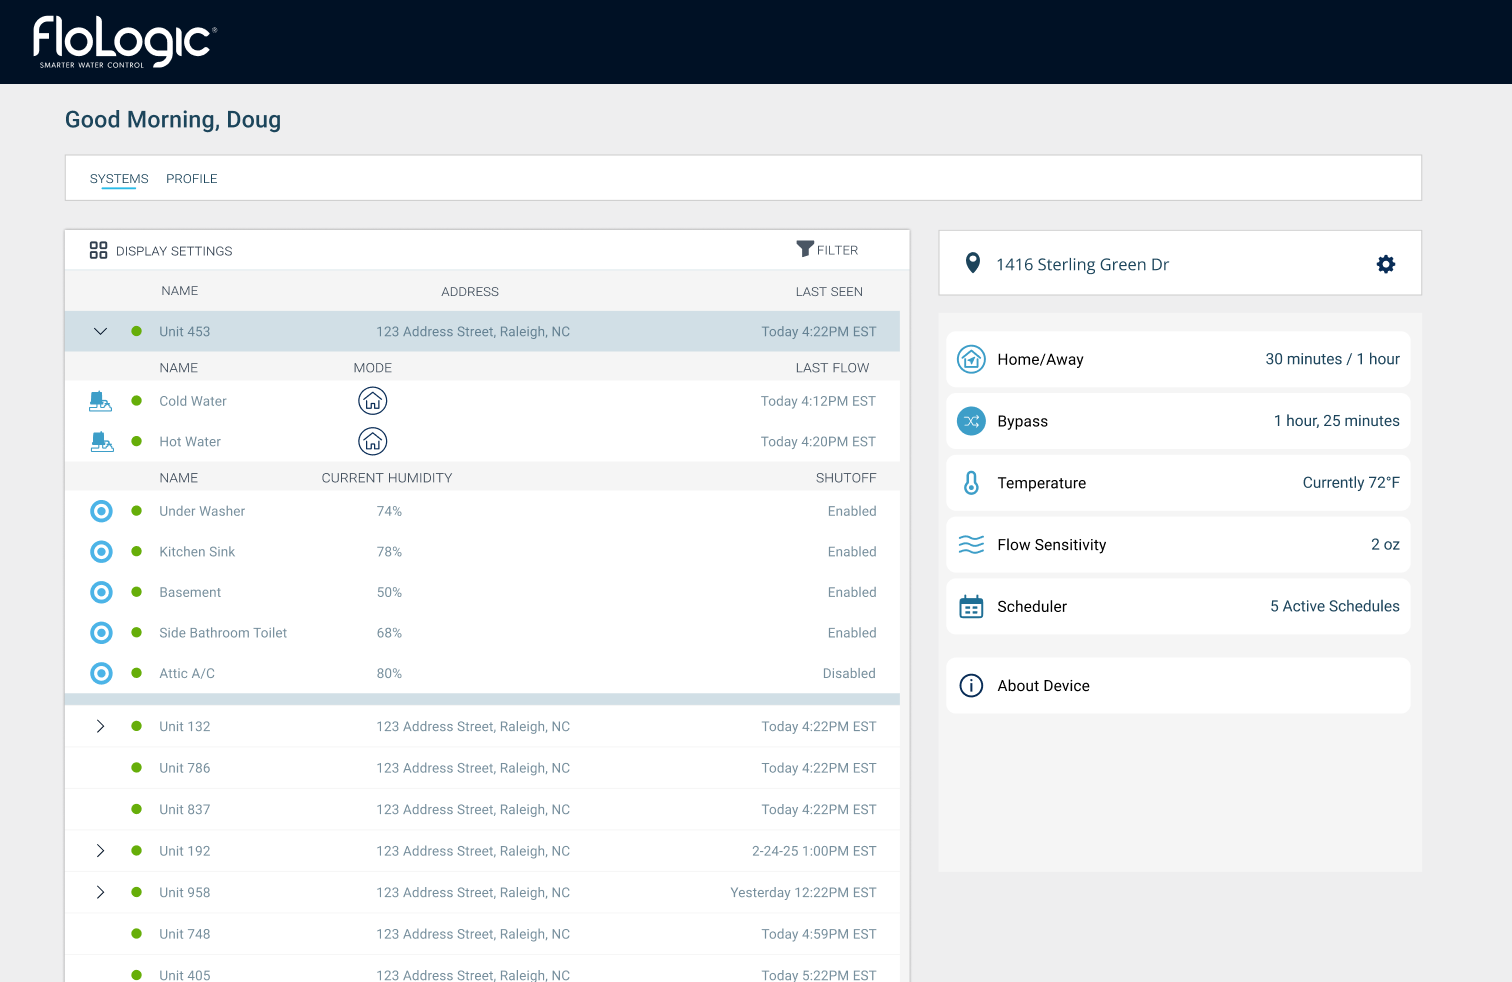 FloLogic®
SMARTER WATER CONTROL
Good Morning, Doug
SYSTEMS PROFILE
DISPLAY SETTINGS FILTER
NAME ADDRESS LAST SEEN
Unit 453 123 Address Street, Raleigh, NC Today 4:22PM EST
NAME MODE LAST FLOW
Cold Water Today 4:12PM EST
Hot Water Today 4:20PM EST
NAME CURRENT HUMIDITY SHUTOFF
Under Washer 74% Enabled
Kitchen Sink 78% Enabled
Basement 50% Enabled
Side Bathroom Toilet 68% Enabled
Attic A/C 80% Disabled
Unit 132 123 Address Street, Raleigh, NC Today 4:22PM EST
Unit 786 123 Address Street, Raleigh, NC Today 4:22PM EST
Unit 837 123 Address Street, Raleigh, NC Today 4:22PM EST
Unit 192 123 Address Street, Raleigh, NC 2-24-25 1:00PM EST
Unit 958 123 Address Street, Raleigh, NC Yesterday 12:22PM EST
Unit 748 123 Address Street, Raleigh, NC Today 4:59PM EST
Unit 405 123 Address Street, Raleigh, NC Today 5:22PM EST
1416 Sterling Green Dr
Home/Away 30 minutes / 1 hour
Bypass 1 hour, 25 minutes
Temperature Currently 72°F
Flow Sensitivity 2 oz
Scheduler 5 Active Schedules
About Device